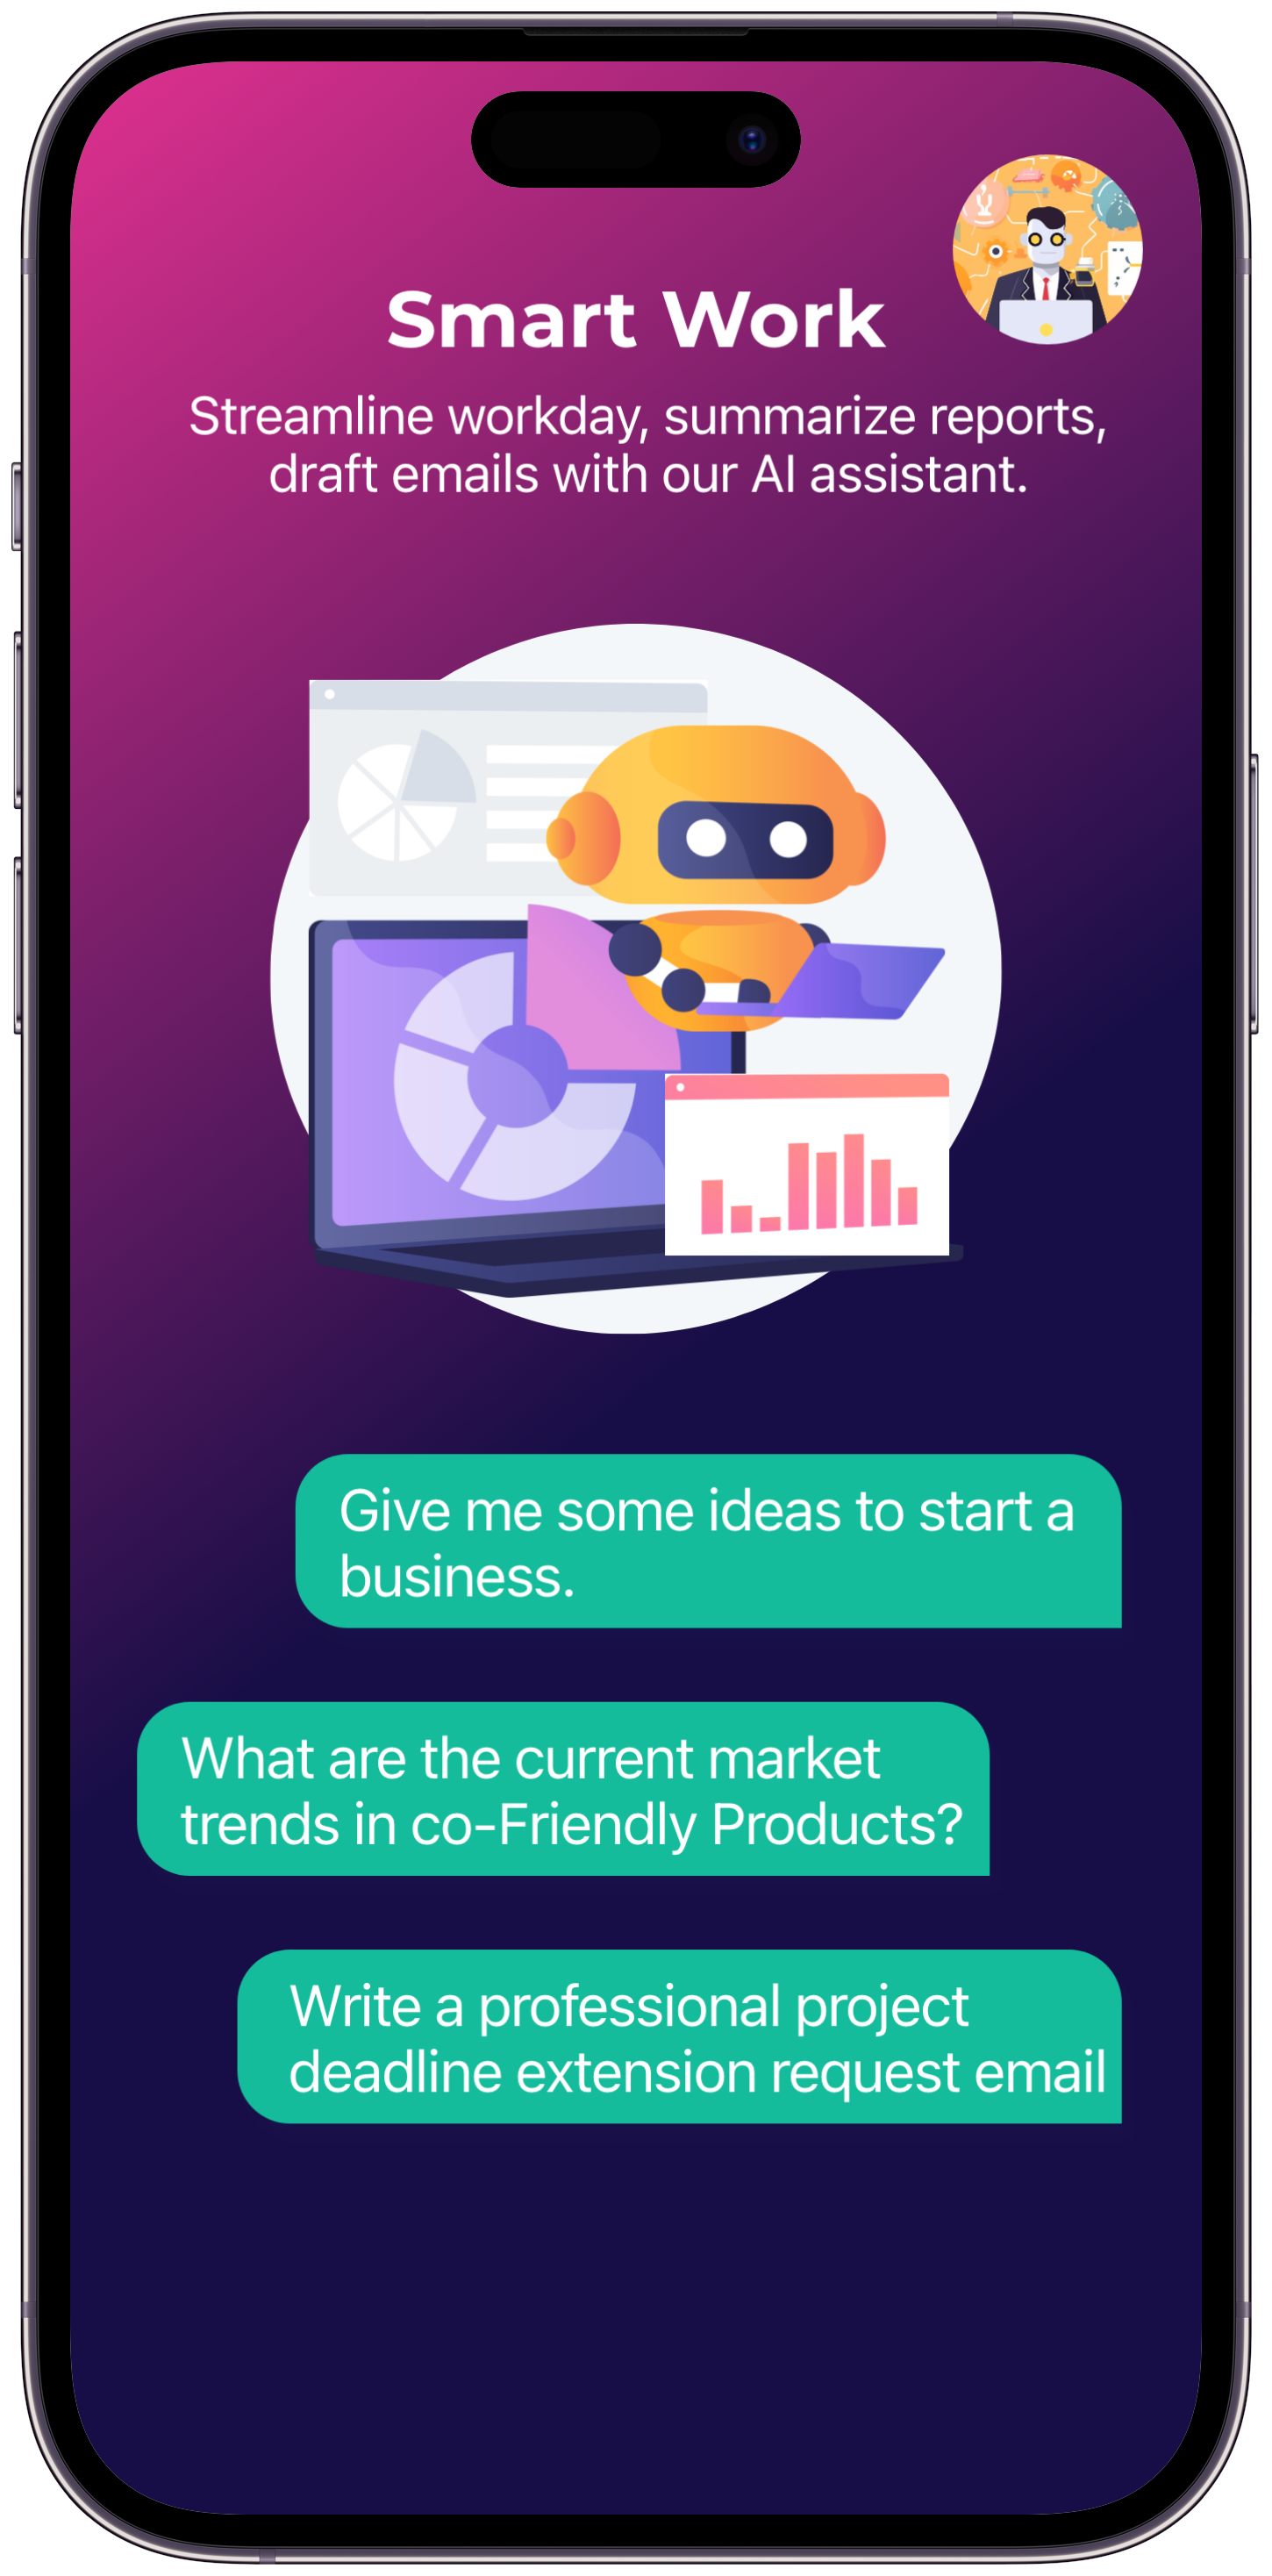 Smart Work
Streamline workday, summarize reports,
draft emails with our AI assistant.
Give me some ideas to start a
business.
What are the current market
trends in co-Friendly Products?
Write a professional project
deadline extension request email